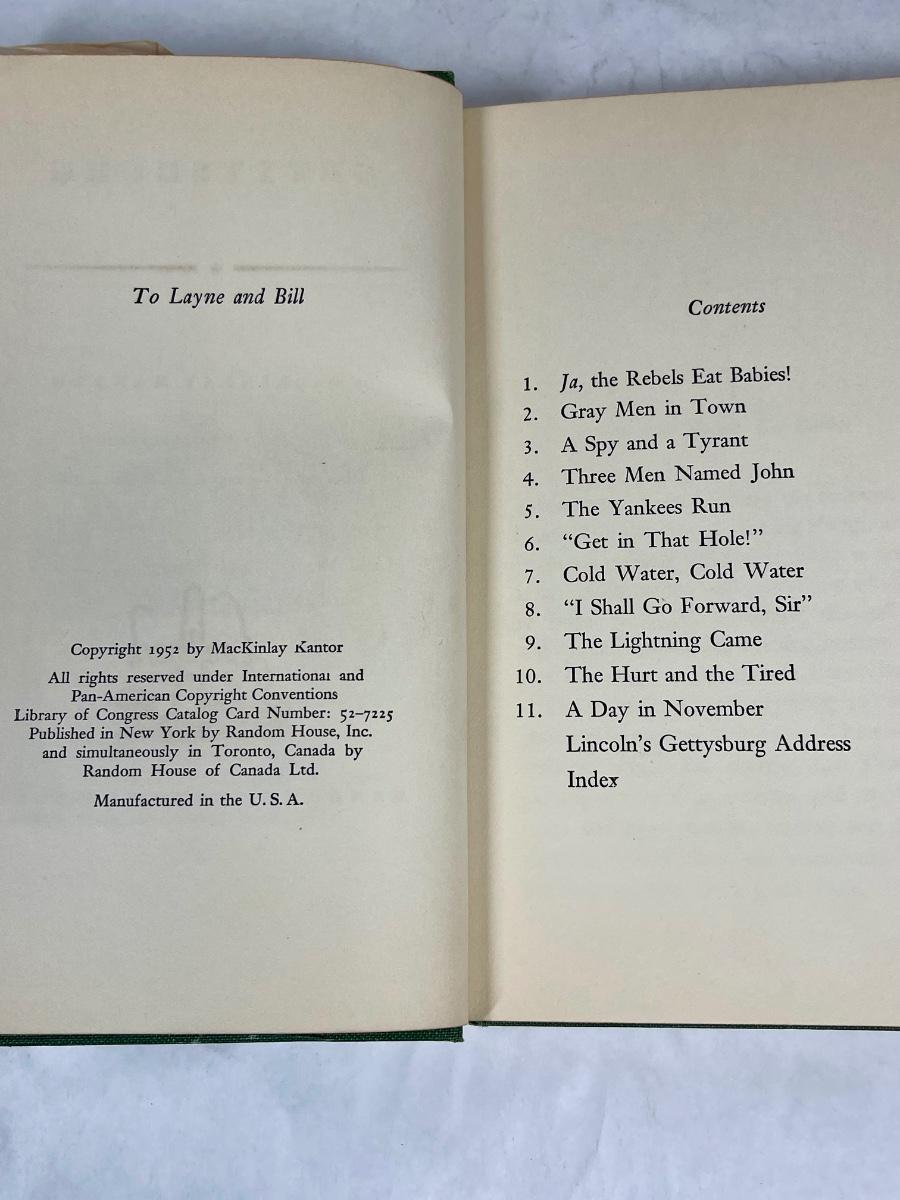 To Layne and Bill
Copyright 1952 by MacKinlay Kantor
All rights reserved under International and
Pan-American Copyright Conventions
Library of Congress Catalog Card Number: 52–7225
Published in New York by Random House, Inc.
and simultaneously in Toronto, Canada by
Random House of Canada Ltd.
Manufactured in the U. S. A.
Contents
1. Ja, the Rebels Eat Babies!
2. Gray Men in Town
3. A Spy and a Tyrant
4. Three Men Named John
5. The Yankees Run
6. “Get in That Hole!”
7. Cold Water, Cold Water
8. “I Shall Go Forward, Sir”
9. The Lightning Came
10. The Hurt and the Tired
11. A Day in November
Lincoln’s Gettysburg Address
Index